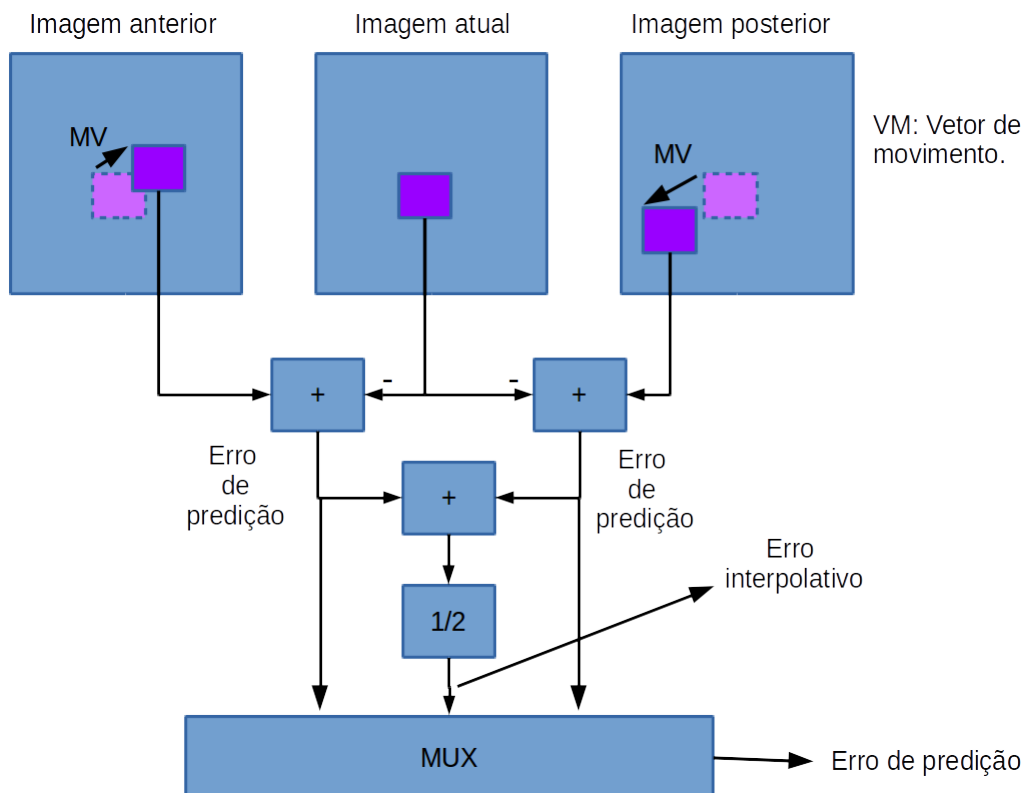 Imagem anterior
Imagem atual
Imagem posterior
MV
MV
VM: Vetor de
movimento.
+
-
-
+
Erro
de
predição
Erro
de
predição
+
Erro
interpolativo
1/2
MUX
Erro de predição